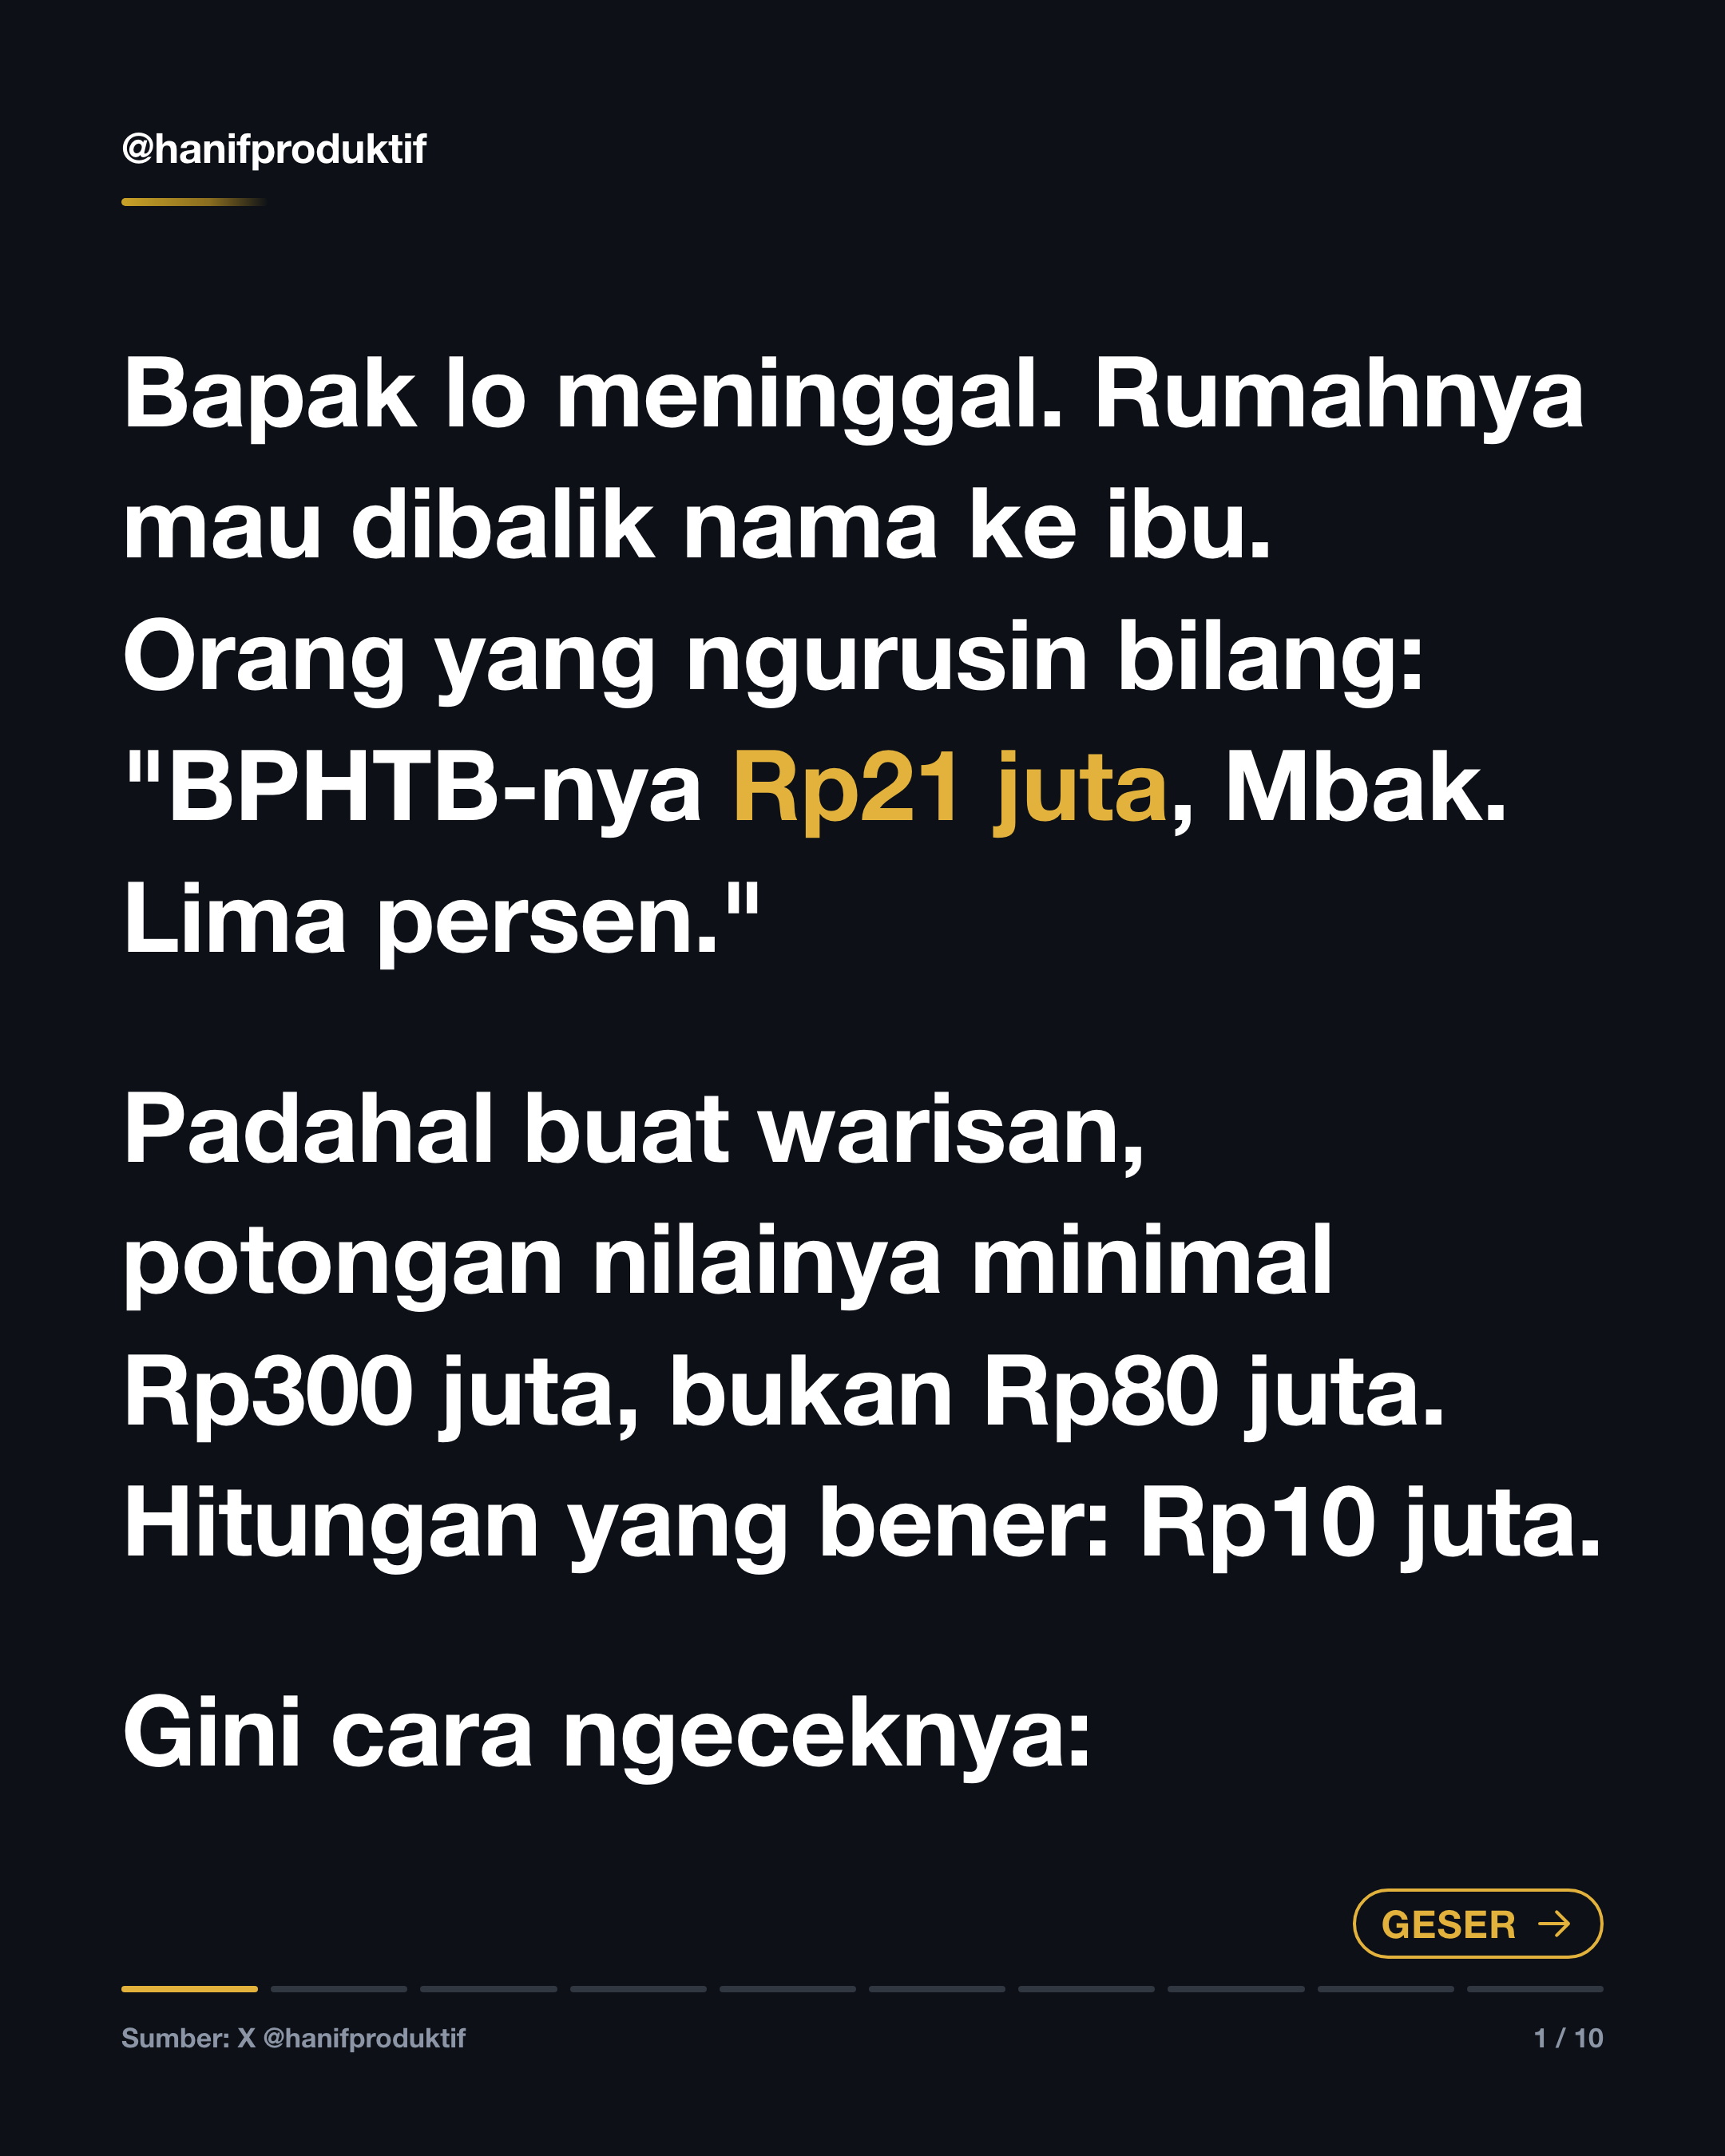 @hanifproduktif
Bapak lo meninggal. Rumahnya
mau dibalik nama ke ibu.
Orang yang ngurusin bilang:
"BPHTB-nya Rp21 juta, Mbak.
Lima persen."
Padahal buat warisan,
potongan nilainya minimal
Rp300 juta, bukan Rp80 juta.
Hitungan yang bener: Rp10 juta.
Gini cara ngeceknya:
GESER →
Sumber: X @hanifproduktif
1 / 10